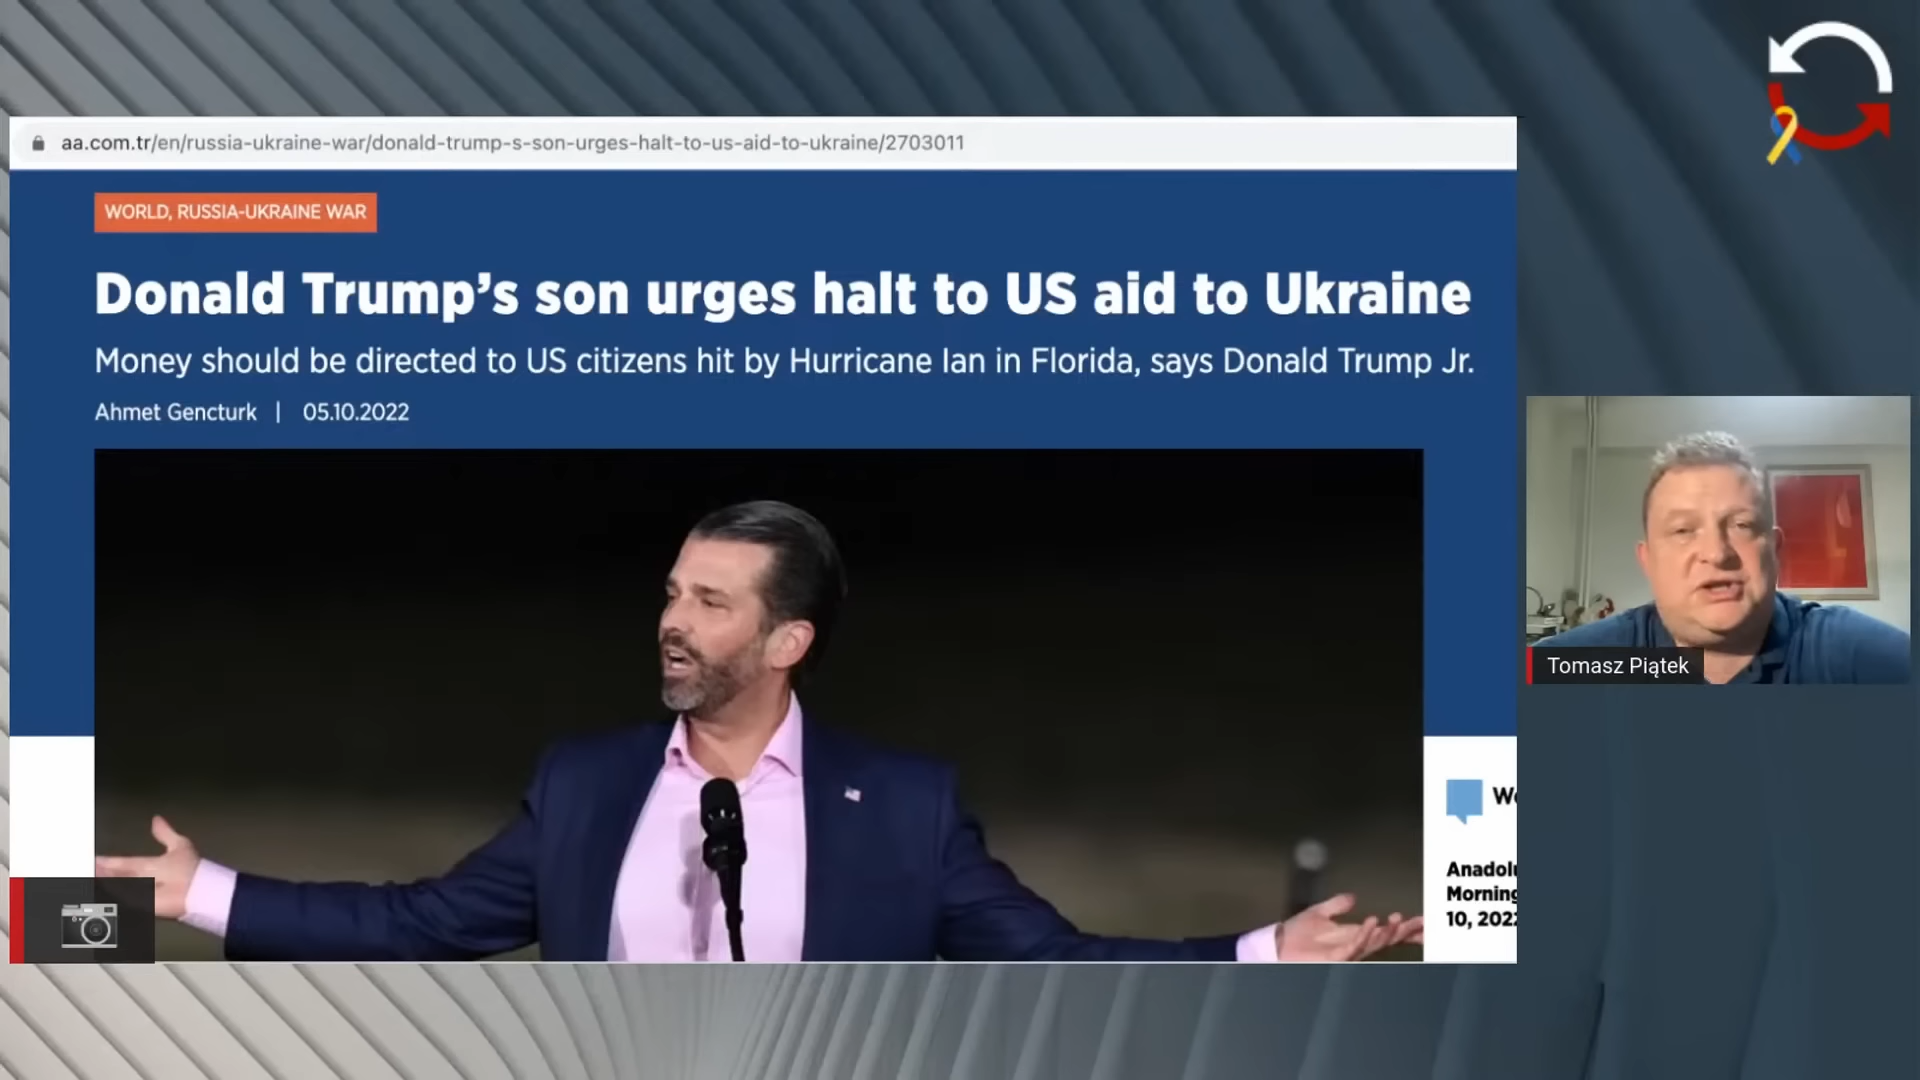 aa.com.tr/en/russia-ukraine-war/donald-trump-s-son-urges-halt-to-us-aid-to-ukraine/2703011
WORLD, RUSSIA-UKRAINE WAR
Donald Trump’s son urges halt to US aid to Ukraine
Money should be directed to US citizens hit by Hurricane Ian in Florida, says Donald Trump Jr.
Ahmet Gencturk | 05.10.2022
Tomasz Piątek
Morning
10,